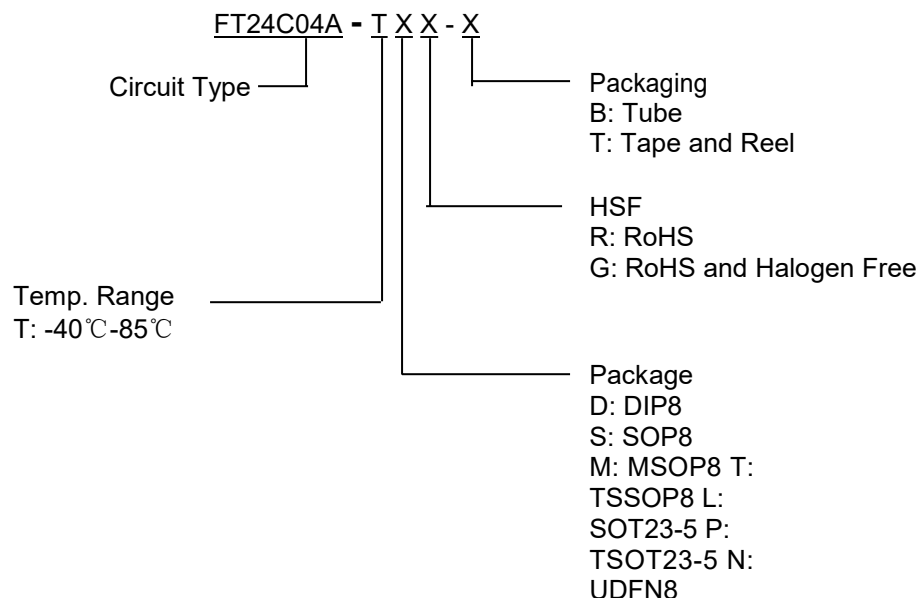 FT24C04A - T X X - X
Circuit Type
Packaging
B: Tube
T: Tape and Reel
HSF
R: RoHS
G: RoHS and Halogen Free
Temp. Range
T: -40℃-85℃
Package
D: DIP8
S: SOP8
M: MSOP8 T:
TSSOP8 L:
SOT23-5 P:
TSOT23-5 N:
UDFN8